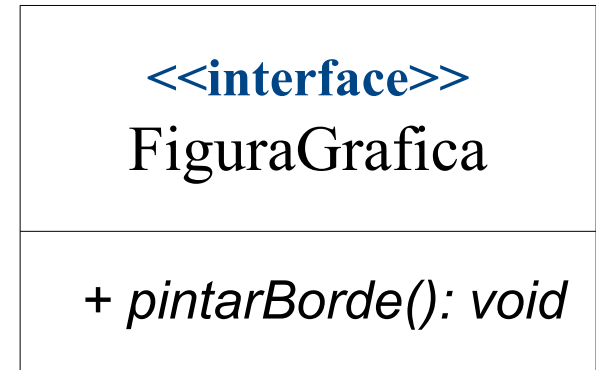 <<interface>>
FiguraGrafica
+ pintarBorde(): void